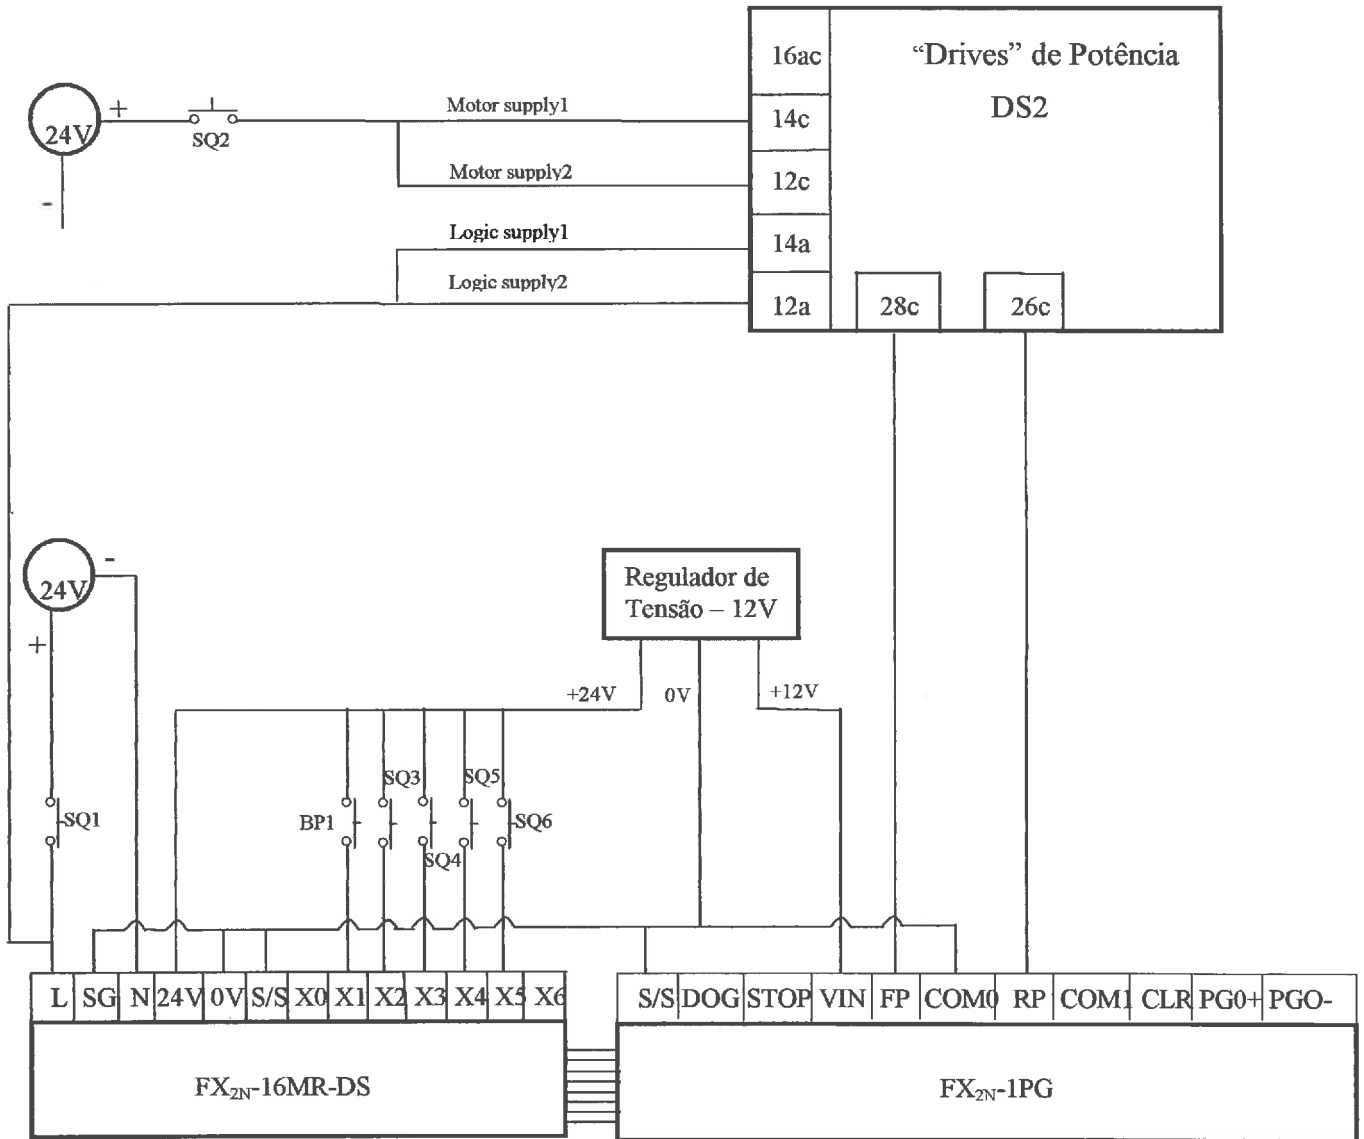 16ac
“Drives” de Potência
DS2
+
24V
SQ2
-
Motor supply1
14c
Motor supply2
12c
Logic supply1
14a
Logic supply2
12a
28c
26c
24V
-
+
Regulador de
Tensão – 12V
+24V
0V
+12V
SQ1
BP1
SQ3
SQ4
SQ5
SQ6
L SG N 24V 0V S/S X0 X1 X2 X3 X4 X5 X6
S/S DOG STOP VIN FP COM0 RP COM1 CLR PG0+ PGO-
FX2N-16MR-DS
FX2N-1PG